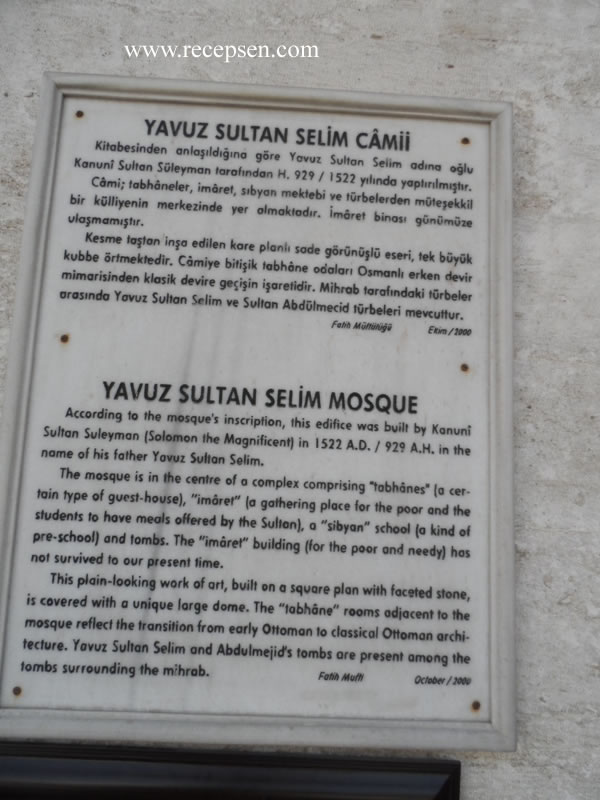 www.recepsen.com
YAVUZ SULTAN SELİM CÂMİİ
Kitabesinden anlaşıldığına göre Yavuz Sultan Selim adına oğlu
Kanunî Sultan Süleyman tarafından H. 929 / 1522 yılında yaptırılmıştır.
Câmi; tabhâneler, imâret, sıbyan mektebi ve türbelerden müteşekkil
bir külliyenin merkezinde yer almaktadır. İmâret binası günümüze
ulaşmamıştır.
Kesme taştan inşa edilen kare planlı sade görünüşlü eseri, tek büyük
kubbe örtmektedir. Câmiye bitişik tabhâne odaları Osmanlı erken devir
mimarisinden klasik devire geçişin işaretidir. Mihrab tarafındaki türbeler
arasında Yavuz Sultan Selim ve Sultan Abdülmecid türbeleri mevcuttur.
Fatih Müftülüğü Ekim/2000
YAVUZ SULTAN SELİM MOSQUE
According to the mosque's inscription, this edifice was built by Kanunî
Sultan Suleyman (Solomon the Magnificent) in 1522 A.D. / 929 A.H. in the
name of his father Yavuz Sultan Selim.
The mosque is in the centre of a complex comprising "tabhânes" (a cer-
tain type of guest-house), "imâret" (a gathering place for the poor and the
students to have meals offered by the Sultan), a "sibyan" school (a kind of
pre-school) and tombs. The "imâret" building (for the poor and needy) has
not survived to our present time.
This plain-looking work of art, built on a square plan with faceted stone,
is covered with a unique large dome. The "tabhâne" rooms adjacent to the
mosque reflect the transition from early Ottoman to classical Ottoman archi-
tecture. Yavuz Sultan Selim and Abdulmejid's tombs are present among the
tombs surrounding the mihrab.
Fatih Mufti October/2000